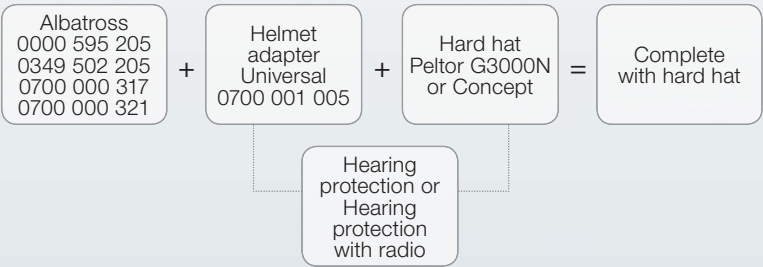 Albatross
0000 595 205
0349 502 205
0700 000 317
0700 000 321
+
Helmet
adapter
Universal
0700 001 005
+
Hard hat
Peltor G3000N
or Concept
=
Complete
with hard hat
Hearing
protection or
Hearing
protection
with radio